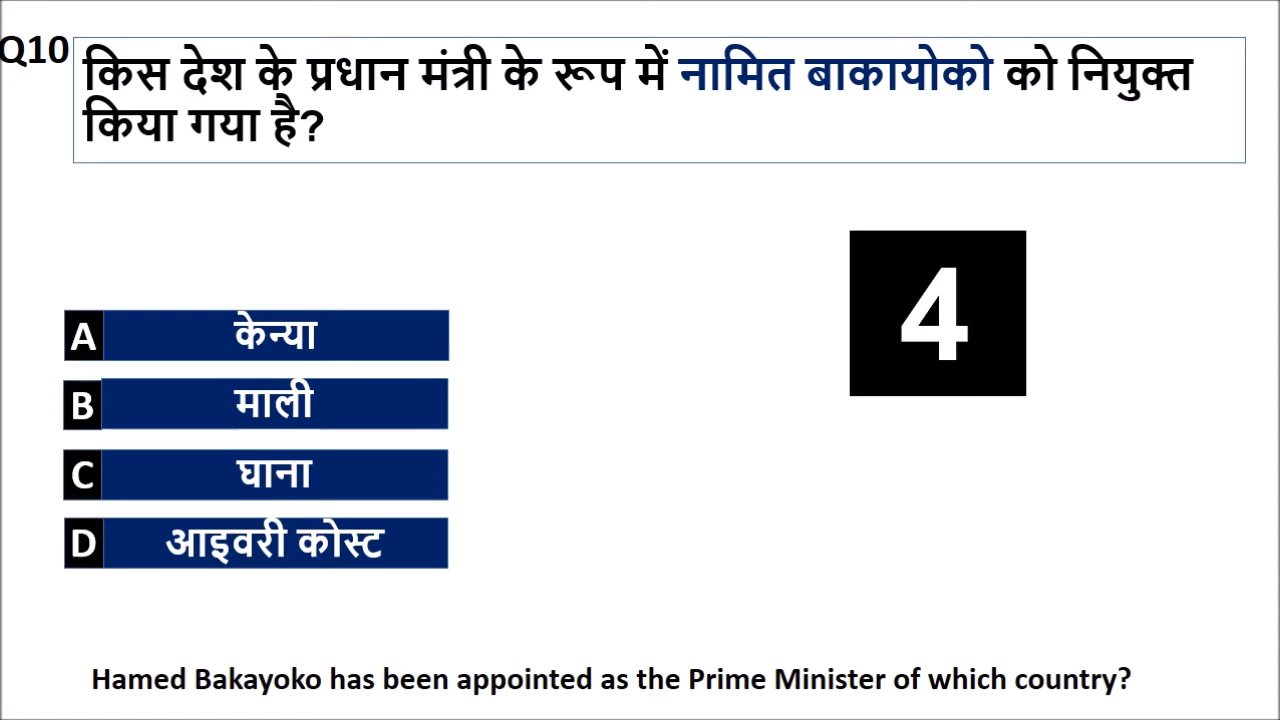 Q10
किस देश के प्रधान मंत्री के रूप में नामित बाकायोको को नियुक्त
किया गया है?
4
A केन्या
B माली
C घाना
D आइवरी कोस्ट
Hamed Bakayoko has been appointed as the Prime Minister of which country?